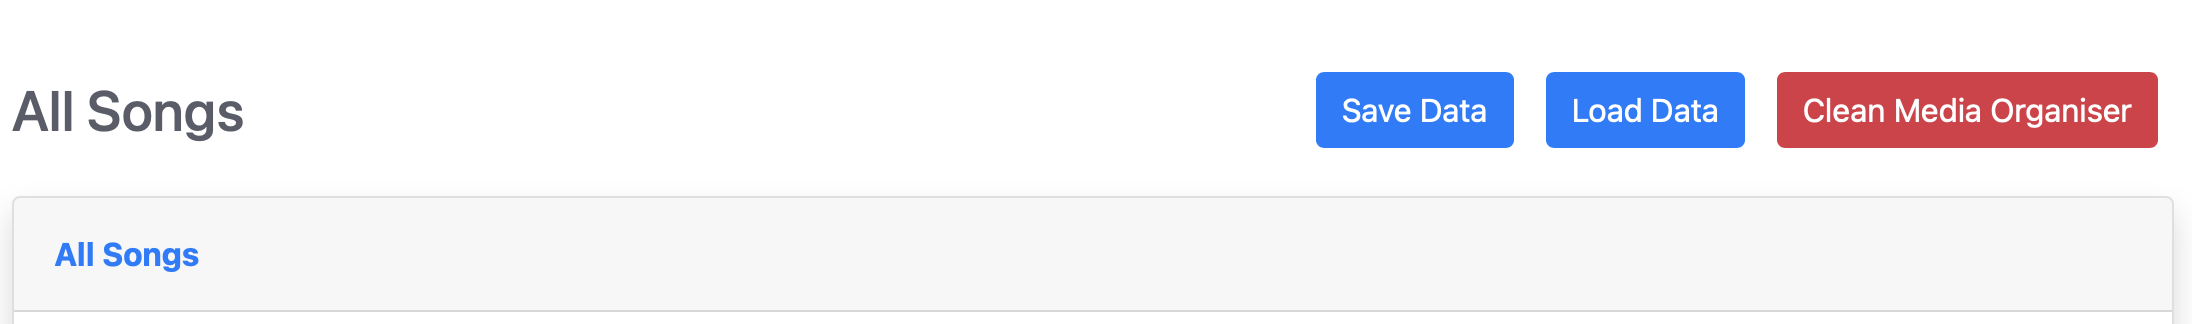 All Songs
Save Data
Load Data
Clean Media Organiser
All Songs